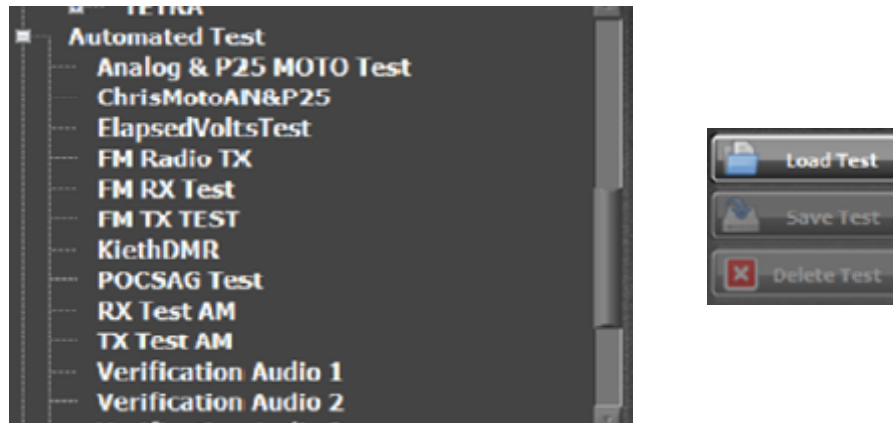 TETRA
Automated Test
Analog & P25 MOTO Test
ChrisMotoAN&P25
ElapsedVoltsTest
FM Radio TX
FM RX Test
FM TX TEST
KiethDMR
POCSAG Test
RX Test AM
TX Test AM
Verification Audio 1
Verification Audio 2
Load Test
Save Test
Delete Test